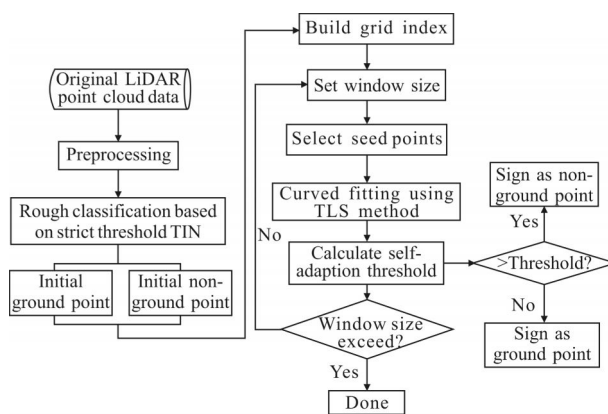 Original LiDAR
point cloud data
Preprocessing
Rough classification based
on strict threshold TIN
Initial
ground point
Initial non-
ground point
Build grid index
Set window size
Select seed points
Curved fitting using
TLS method
No
Calculate self-
adaption threshold
Window size
exceed?
Yes
Done
Sign as non-
ground point
Yes
>Threshold?
No
Sign as
ground point